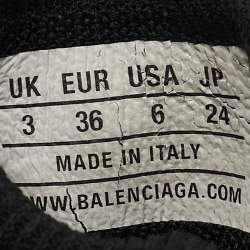 UK EUR USA JP
3 36 6 24
MADE IN ITALY
WWW.BALENCIAGA.COM